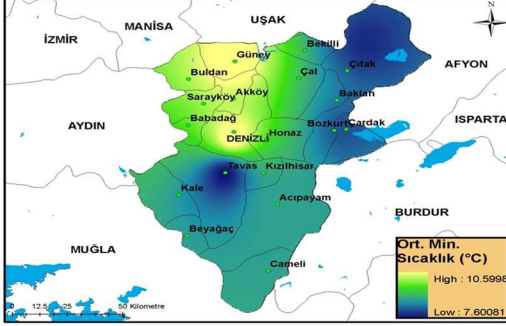 UŞAK
N
MANİSA
İZMİR
Güney
Bekilli
AFYON
Buldan
Çal
Çıtak
Akköy
Sarayköy
Baklan
ISPARTA
AYDIN
Babadağ
Bozkurt
Çardak
DENİZLİ
Honaz
Tavas
Kızılhisar
Kale
Acıpayam
BURDUR
Beyağaç
MUĞLA
Cameli
Ort. Min.
Sıcaklık (°C)
High : 10.5998
Low : 7.60081
0 12.5 25 50 Kilometre